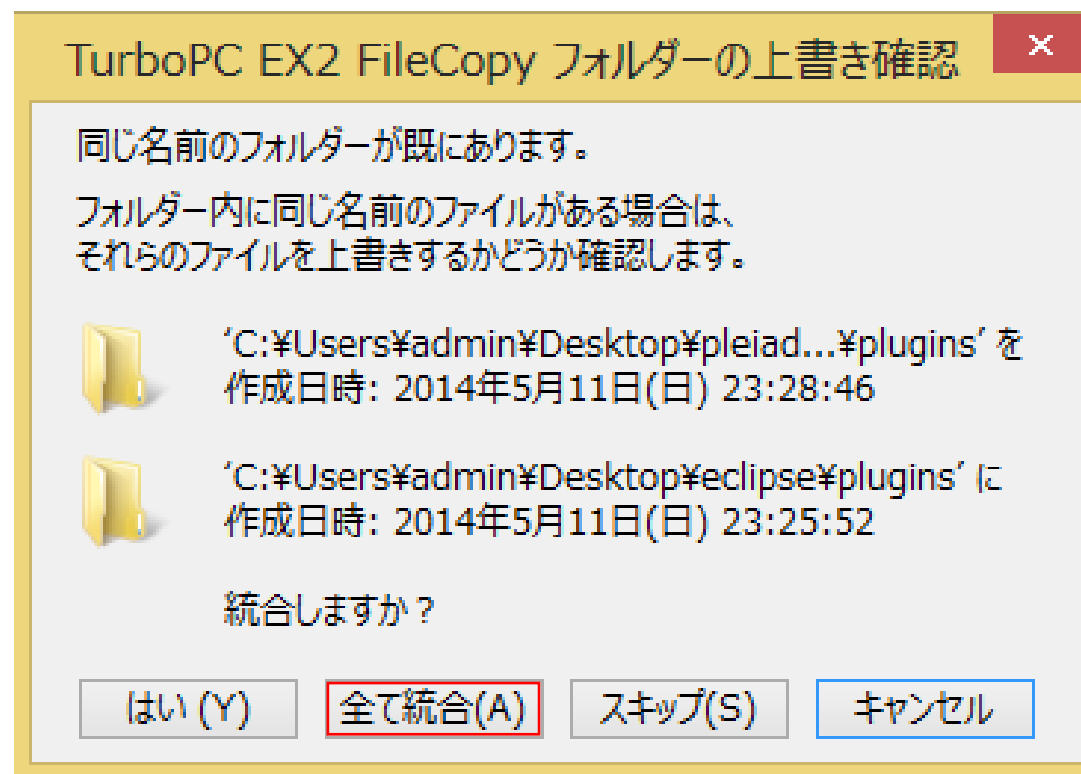 TurboPC EX2 FileCopy フォルダーの上書き確認
同じ名前のフォルダーが既にあります。
フォルダー内に同じ名前のファイルがある場合は、
それらのファイルを上書きするかどうか確認します。
'C:¥Users¥admin¥Desktop¥pleiad...¥plugins' を
作成日時: 2014年5月11日(日) 23:28:46
'C:¥Users¥admin¥Desktop¥eclipse¥plugins' に
作成日時: 2014年5月11日(日) 23:25:52
統合しますか？
はい (Y) 全て統合(A) スキップ(S) キャンセル